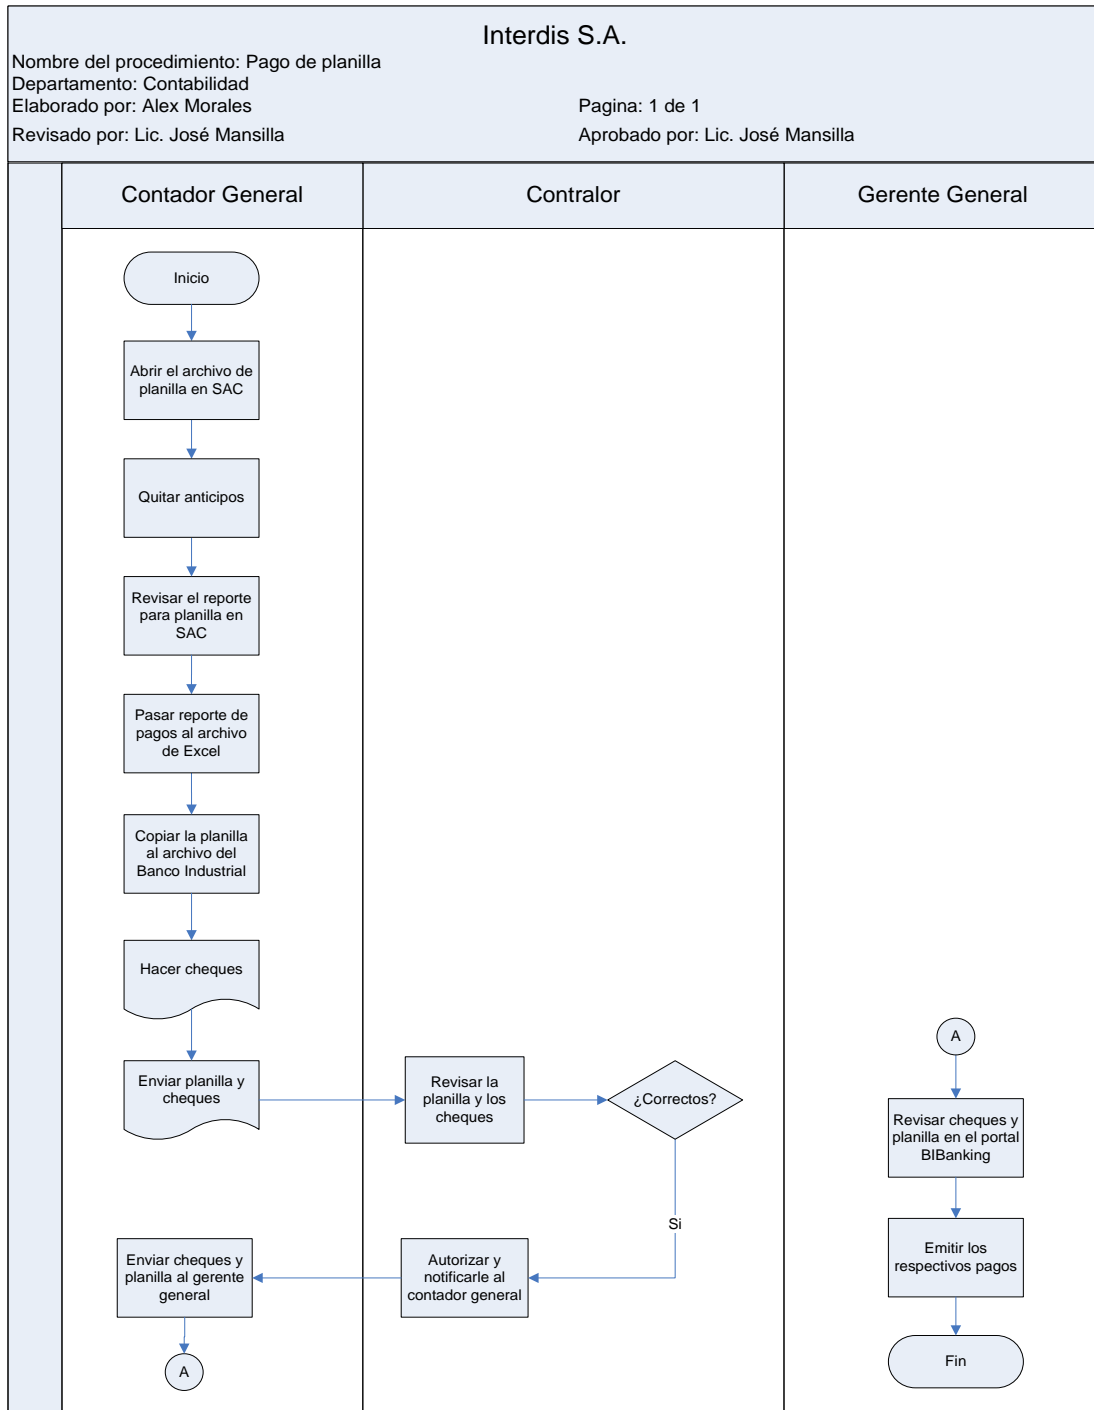 Interdis S.A.
Nombre del procedimiento: Pago de planilla
Departamento: Contabilidad
Elaborado por: Alex Morales
Pagina: 1 de 1
Revisado por: Lic. José Mansilla
Aprobado por: Lic. José Mansilla
Contador General
Contralor
Gerente General
Inicio
Abrir el archivo de
planilla en SAC
Quitar anticipos
Revisar el reporte
para planilla en
SAC
Pasar reporte de
pagos al archivo
de Excel
Copiar la planilla
al archivo del
Banco Industrial
Hacer cheques
Enviar planilla y
cheques
Revisar la
planilla y los
cheques
¿Correctos?
Si
Autorizar y
notificarle al
contador general
Enviar cheques y
planilla al gerente
general
A
A
Revisar cheques y
planilla en el portal
BIBanking
Emitir los
respectivos pagos
Fin